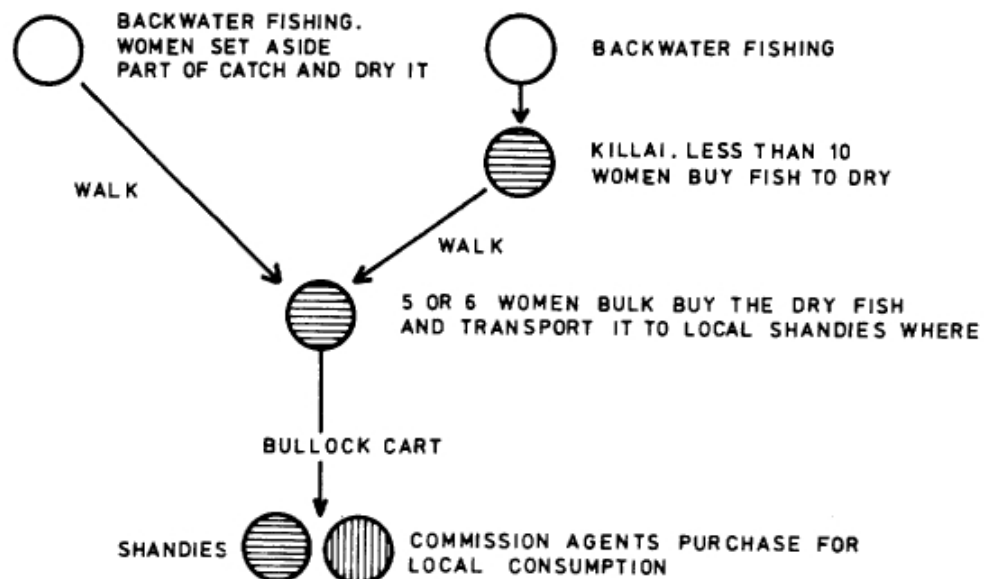 BACKWATER FISHING.
WOMEN SET ASIDE
PART OF CATCH AND DRY IT
BACKWATER FISHING
KILLAI. LESS THAN 10
WOMEN BUY FISH TO DRY
WALK
WALK
5 OR 6 WOMEN BULK BUY THE DRY FISH
AND TRANSPORT IT TO LOCAL SHANDIES WHERE
BULLOCK CART
SHANDIES
COMMISSION AGENTS PURCHASE FOR
LOCAL CONSUMPTION